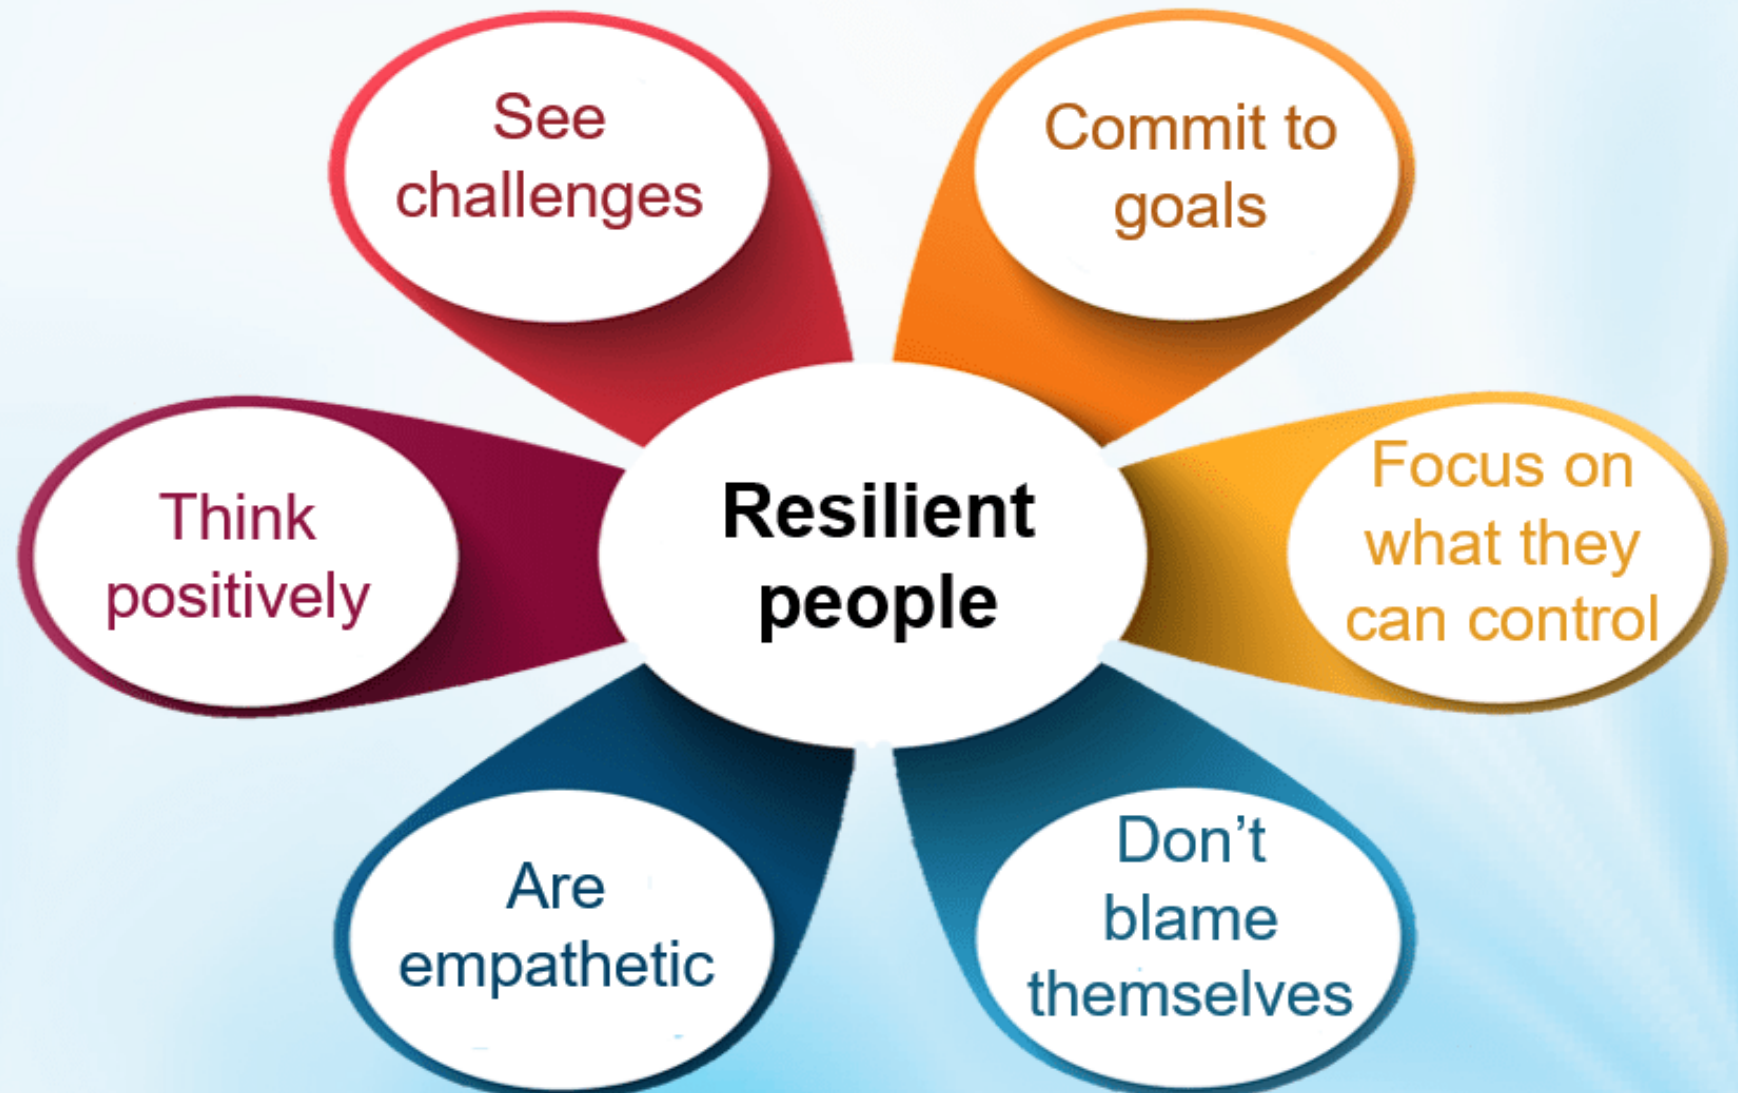 See
challenges
Commit to
goals
Think
positively
Resilient
people
Focus on
what they
can control
Are
empathetic
Don’t
blame
themselves